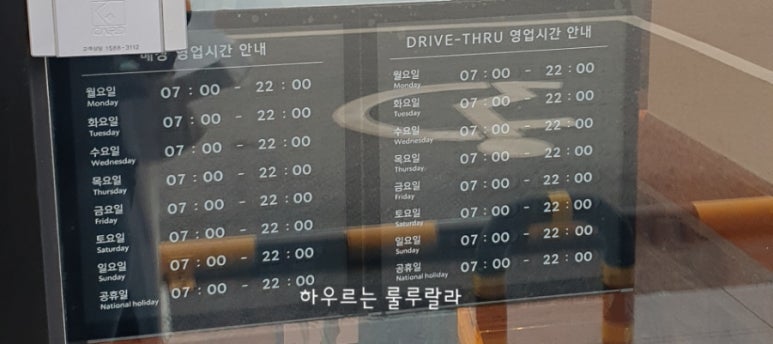 고객상담 1588-3112
매장 영업시간 안내
월요일 07 : 00 - 22 : 00
Monday
화요일 07 : 00 - 22 : 00
Tuesday
수요일 07 : 00 - 22 : 00
Wednesday
목요일 07 : 00 - 22 : 00
Thursday
금요일 07 : 00 - 22 : 00
Friday
토요일 07 : 00 - 22 : 00
Saturday
일요일 07 : 00 - 22 : 00
Sunday
공휴일 07 : 00 - 22 : 00
National holiday
DRIVE-THRU 영업시간 안내
월요일 07 : 00 - 22 : 00
Monday
화요일 07 : 00 - 22 : 00
Tuesday
수요일 07 : 00 - 22 : 00
Wednesday
목요일 07 : 00 - 22 : 00
Thursday
금요일 07 : 00 - 22 : 00
Friday
토요일 07 : 00 - 22 : 00
Saturday
일요일 07 : 00 - 22 : 00
Sunday
공휴일 07 : 00 - 22 : 00
National holiday
하우르는 룰루랄라